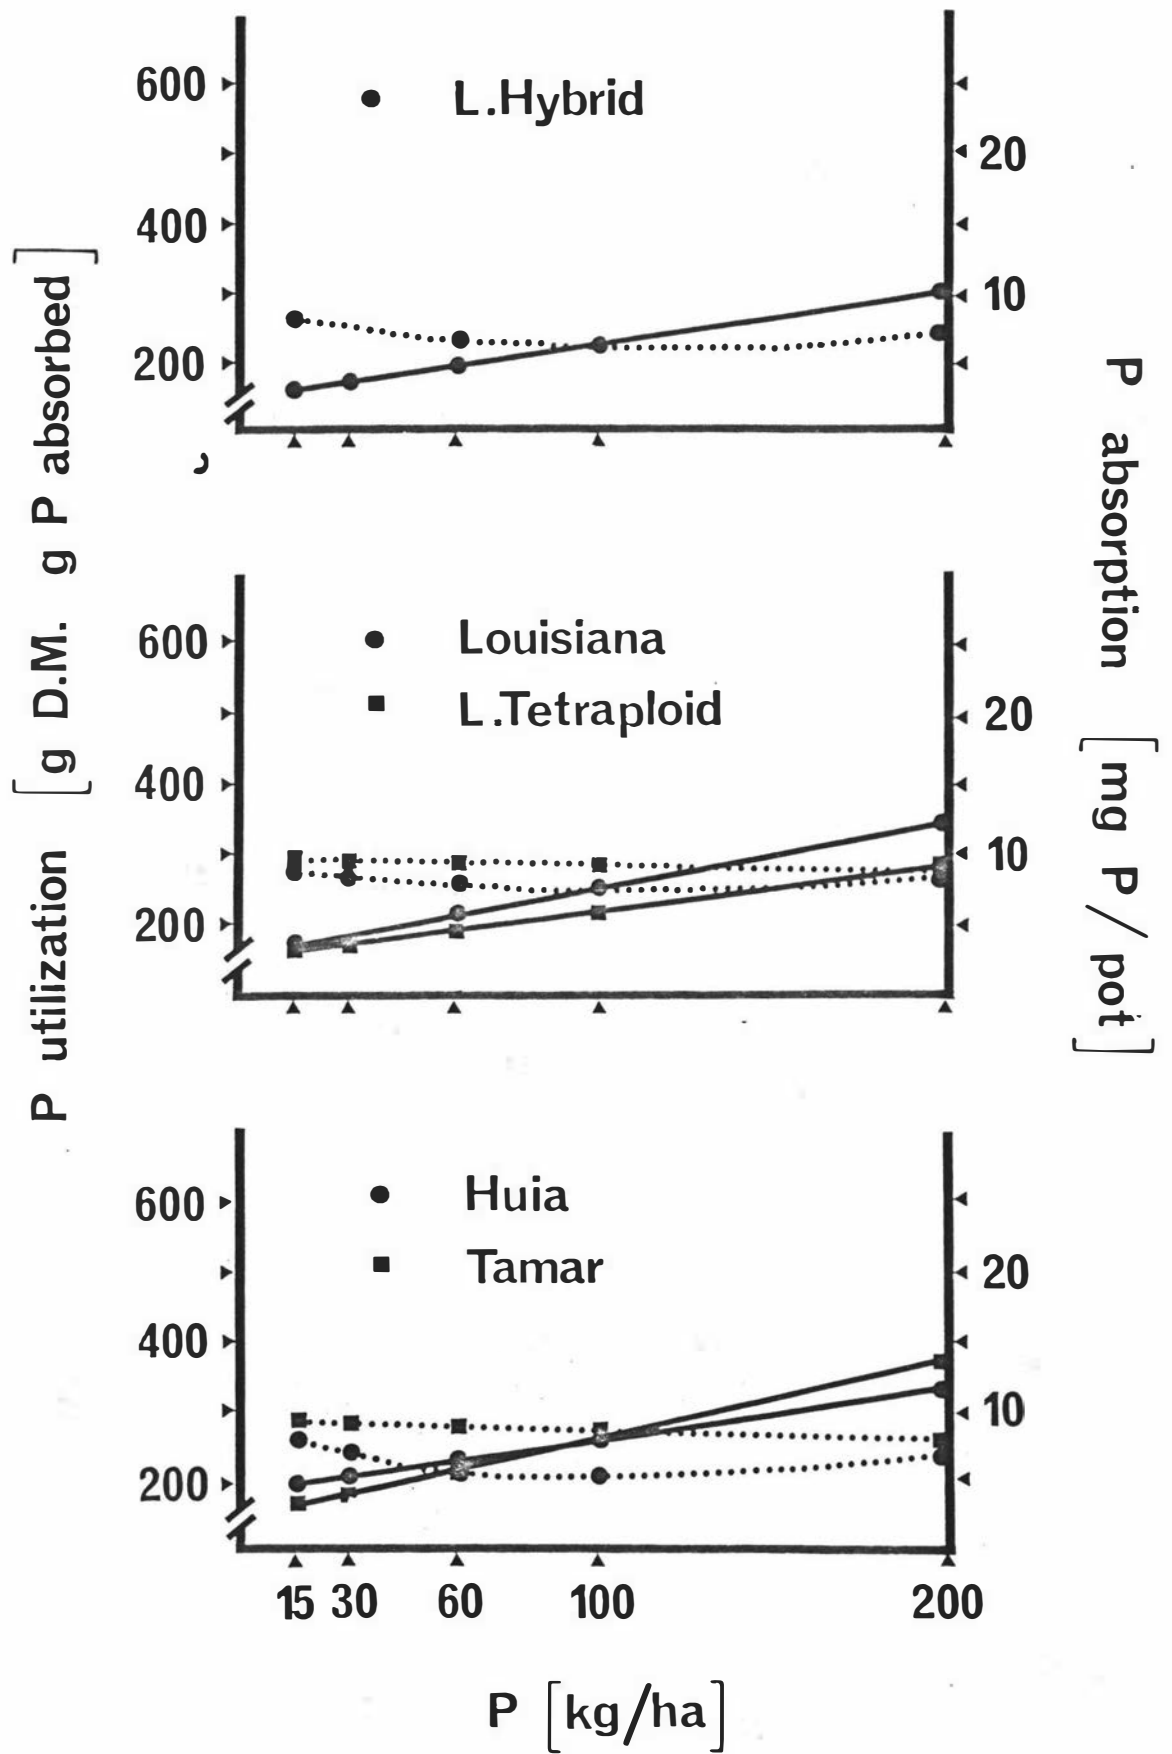 P utilization [g D.M. g P absorbed]
P absorption [mg P/pot]
L.Hybrid
600
400
200
20
10
Louisiana
L.Tetraploid
600
400
200
20
10
Huia
Tamar
600
400
200
20
10
15 30 60 100 200
P [kg/ha]